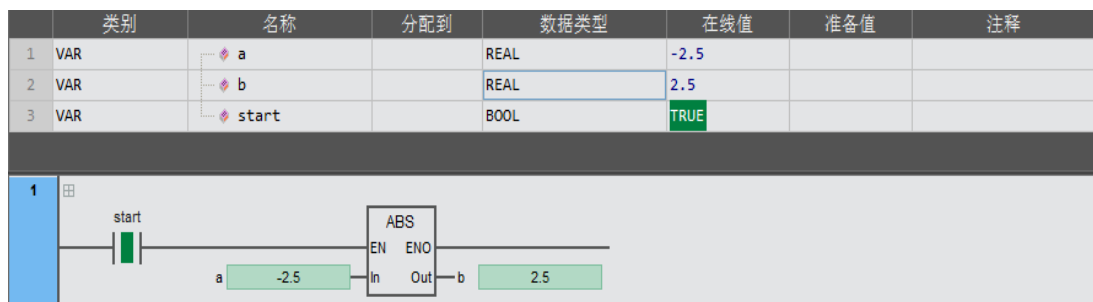 类别 名称 分配到 数据类型 在线值 准备值 注释
1 VAR a REAL -2.5
2 VAR b REAL 2.5
3 VAR start BOOL TRUE
1
start
ABS
EN ENO
a -2.5 In Out b 2.5